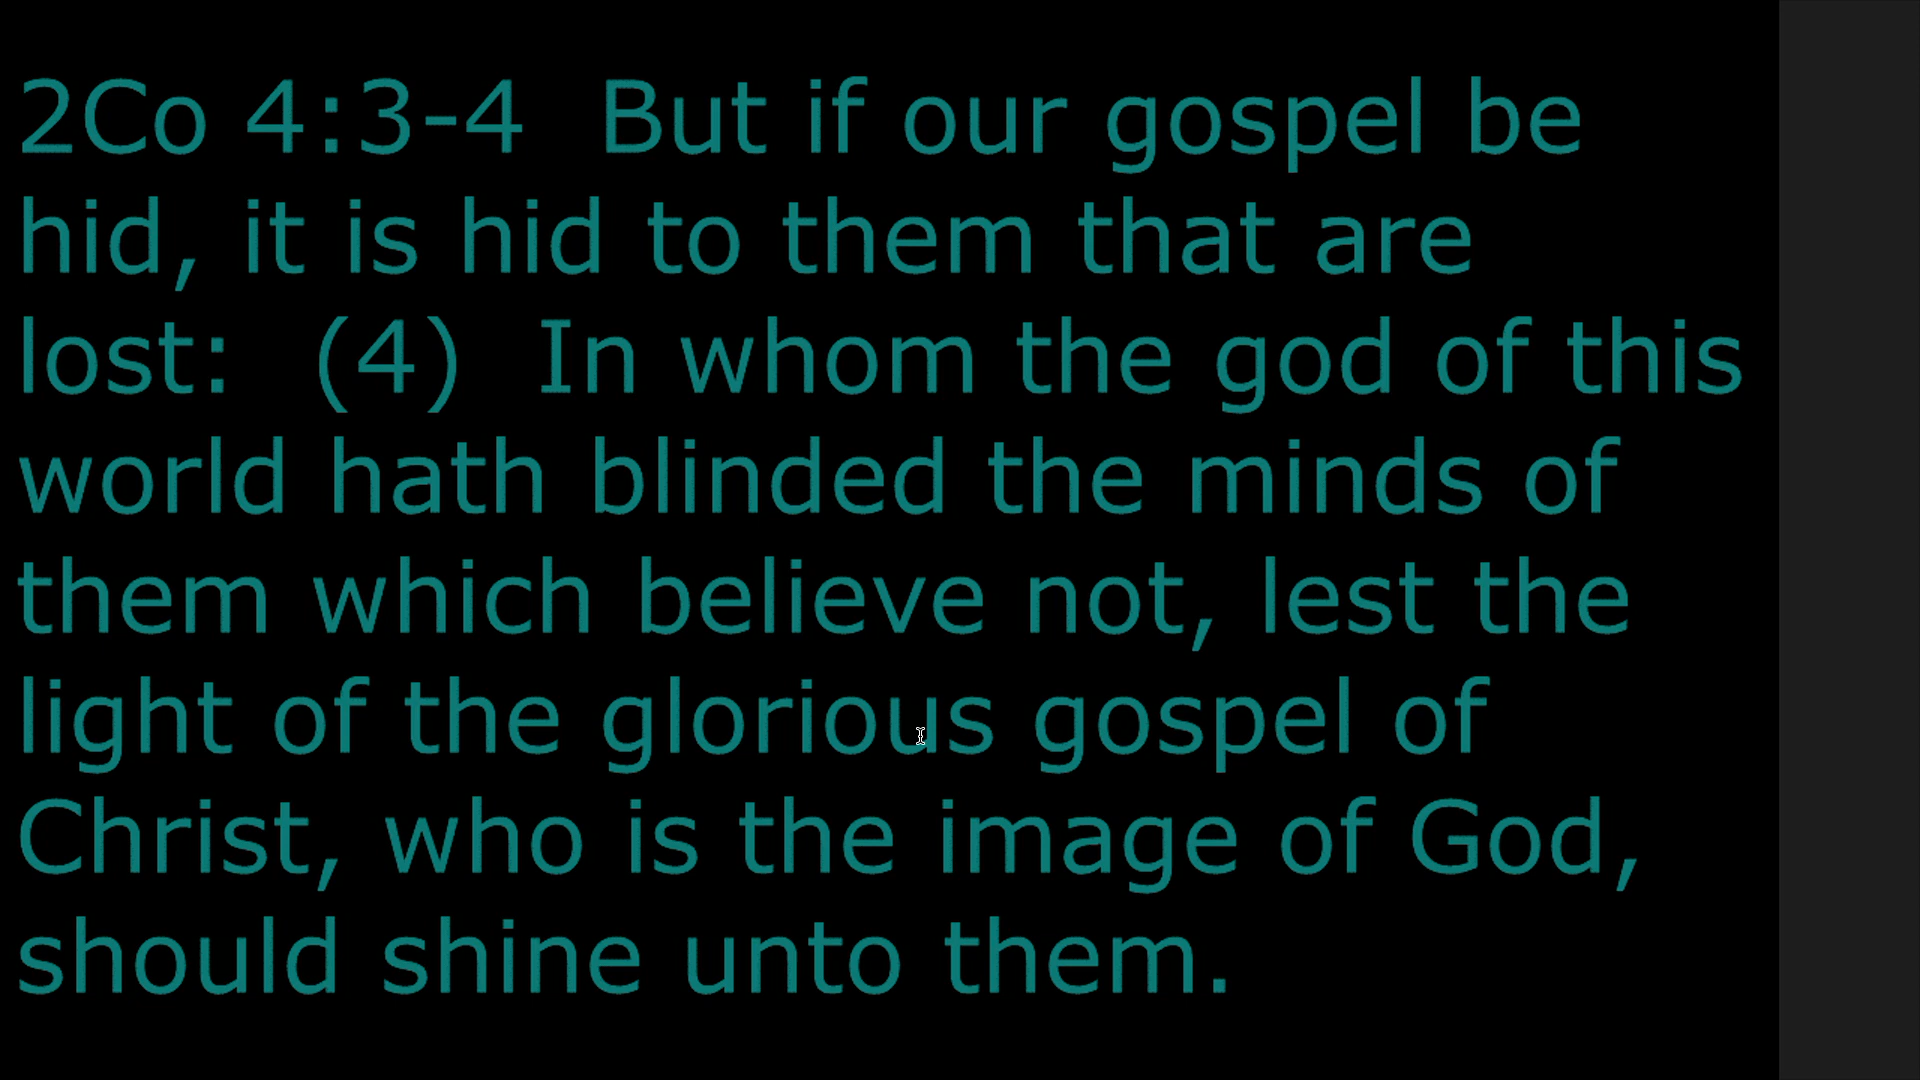 2Co 4:3-4  But if our gospel be
hid, it is hid to them that are
lost:  (4)  In whom the god of this
world hath blinded the minds of
them which believe not, lest the
light of the glorious gospel of
Christ, who is the image of God,
should shine unto them.